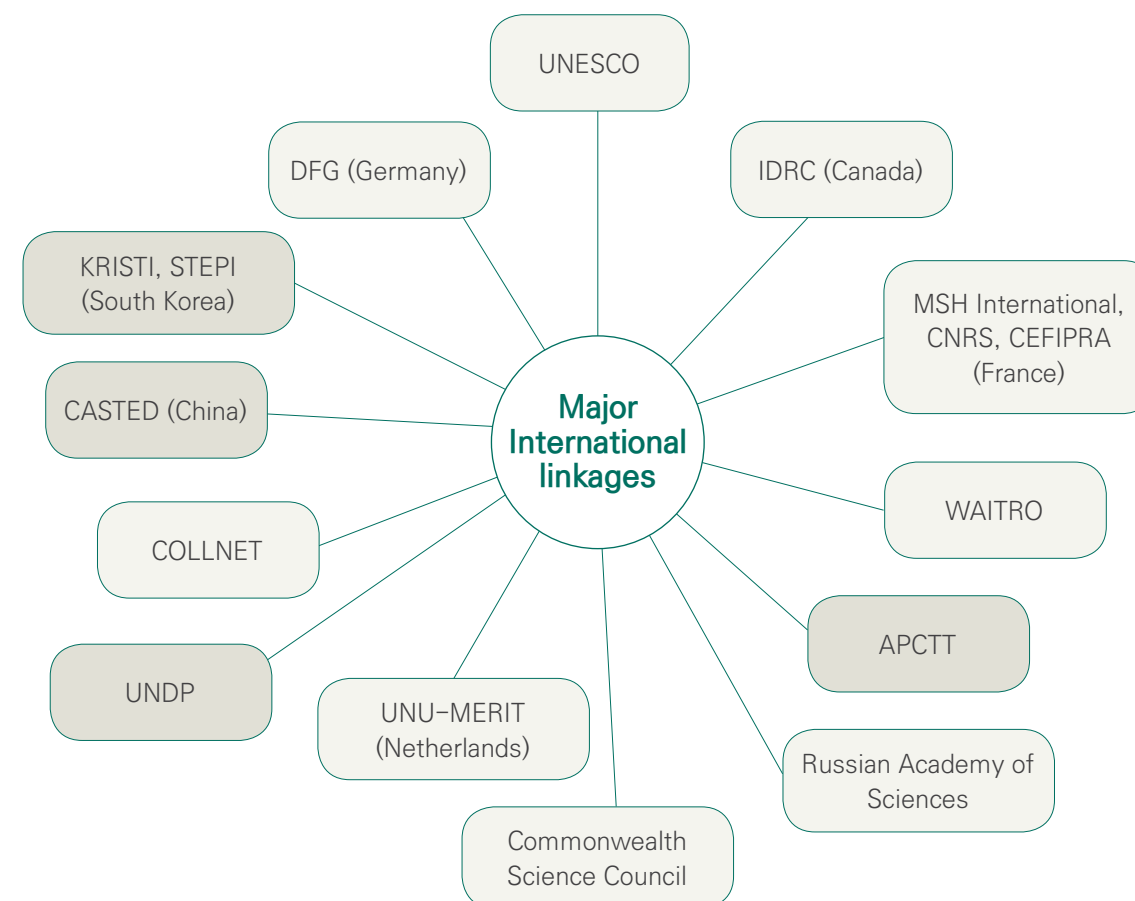 UNESCO
DFG (Germany)
IDRC (Canada)
KRISTI, STEPI
(South Korea)
MSH International,
CNRS, CEFIPRA
(France)
CASTED (China)
Major
International
linkages
WAITRO
COLLNET
APCTT
UNDP
UNU-MERIT
(Netherlands)
Russian Academy of
Sciences
Commonwealth
Science Council